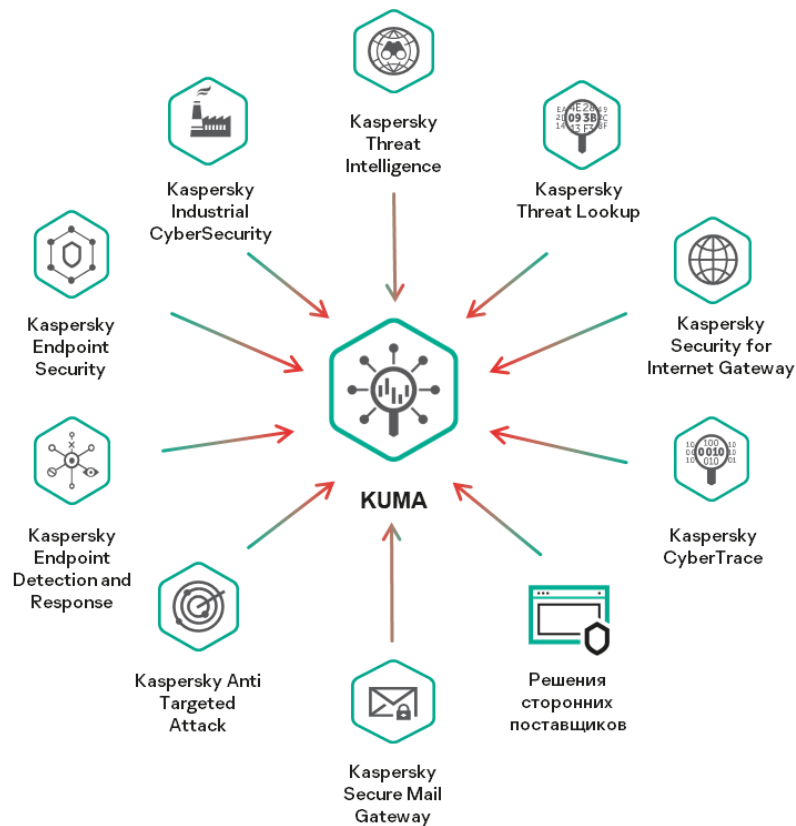 Kaspersky
Threat
Intelligence
Kaspersky
Threat Lookup
Kaspersky
Security for
Internet Gateway
Kaspersky
CyberTrace
Решения
сторонних
поставщиков
Kaspersky
Secure Mail
Gateway
Kaspersky Anti
Targeted
Attack
Kaspersky
Endpoint
Detection and
Response
Kaspersky
Endpoint
Security
Kaspersky
Industrial
CyberSecurity
KUMA